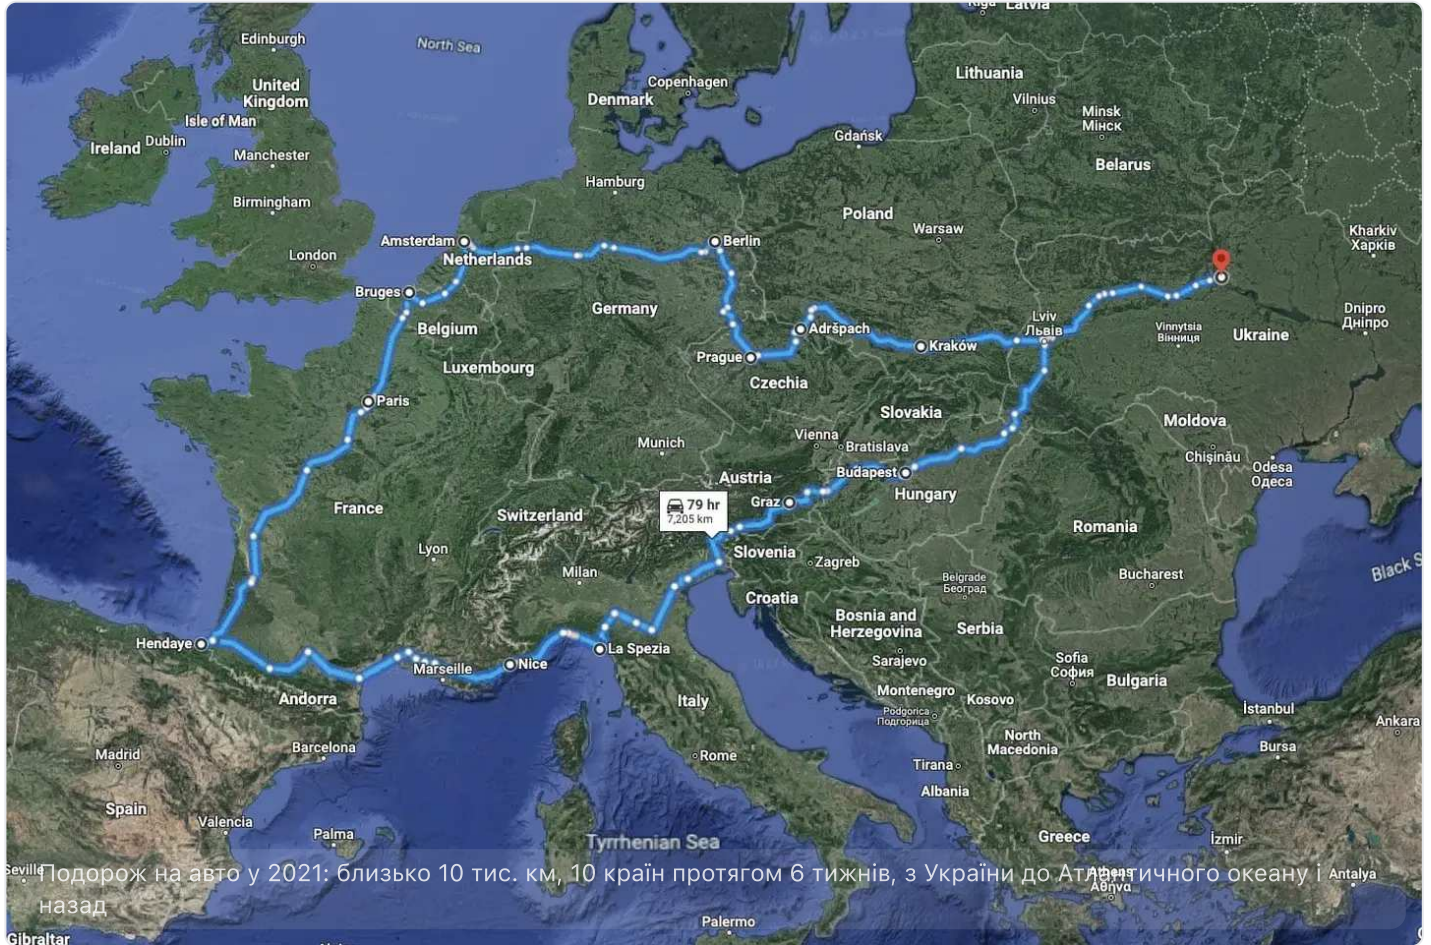 Latvia
Edinburgh
North Sea
United
Kingdom
Isle of Man
Ireland
Dublin
Manchester
Birmingham
London
Denmark
Copenhagen
Lithuania
Vilnius
Minsk
Мінск
Belarus
Gdańsk
Hamburg
Poland
Warsaw
Kharkiv
Харків
Amsterdam
Netherlands
Berlin
Bruges
Belgium
Germany
Adršpach
Lviv
Львів
Vinnytsia
Вінниця
Ukraine
Dnipro
Дніпро
Luxembourg
Prague
Kraków
Czechia
Paris
Slovakia
Moldova
Chişinău
Odesa
Одеса
Munich
Vienna
Bratislava
Austria
Budapest
Hungary
France
Switzerland
79 hr
7,205 km
Graz
Romania
Lyon
Milan
Slovenia
Zagreb
Croatia
Belgrade
Београд
Bucharest
Black S
Bosnia and
Herzegovina
Serbia
Hendaye
Marseille
Nice
La Spezia
Sarajevo
Sofia
София
Bulgaria
Andorra
Italy
Montenegro
Kosovo
Podgorica
Подгорица
İstanbul
Ankara
Madrid
Barcelona
Rome
North
Macedonia
Bursa
Tirana
Albania
Spain
Valencia
Palma
Tyrrhenian Sea
Greece
İzmir
Seville
Athens
Αθήνα
Antalya
Подорож на авто у 2021: близько 10 тис. км, 10 країн протягом 6 тижнів, з України до Атлантичного океану і
назад
Palermo
Gibraltar